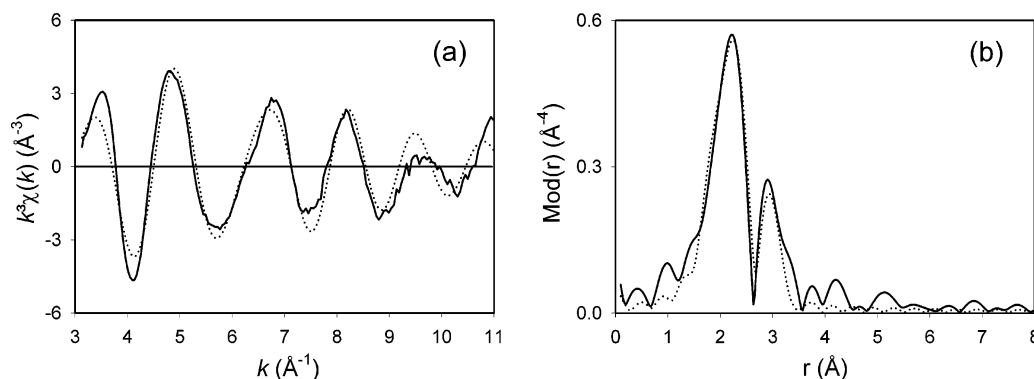 6
3
0
-3
-6
k³χ(k) (Å⁻³)
(a)
3 4 5 6 7 8 9 10 11
k (Å⁻¹)
0.6
0.3
0.0
Mod(r) (Å⁻⁴)
(b)
0 1 2 3 4 5 6 7 8
r (Å)